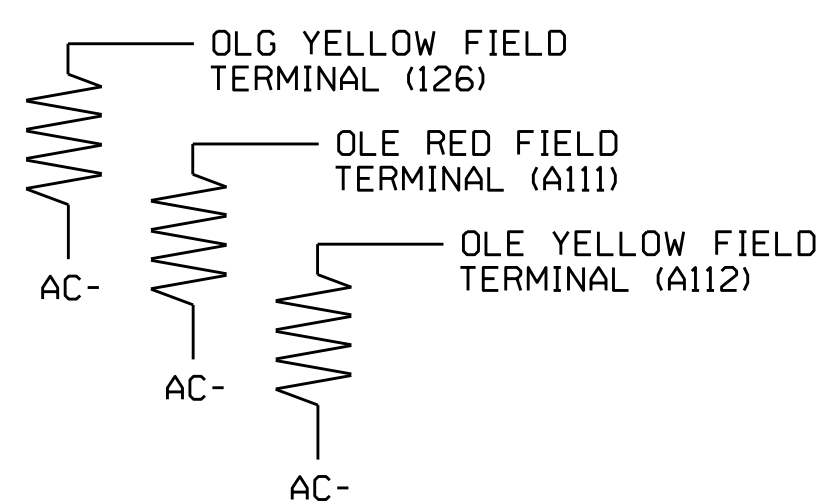 OLG YELLOW FIELD
TERMINAL (126)
OLE RED FIELD
TERMINAL (A111)
OLE YELLOW FIELD
TERMINAL (A112)
AC-
AC-
AC-